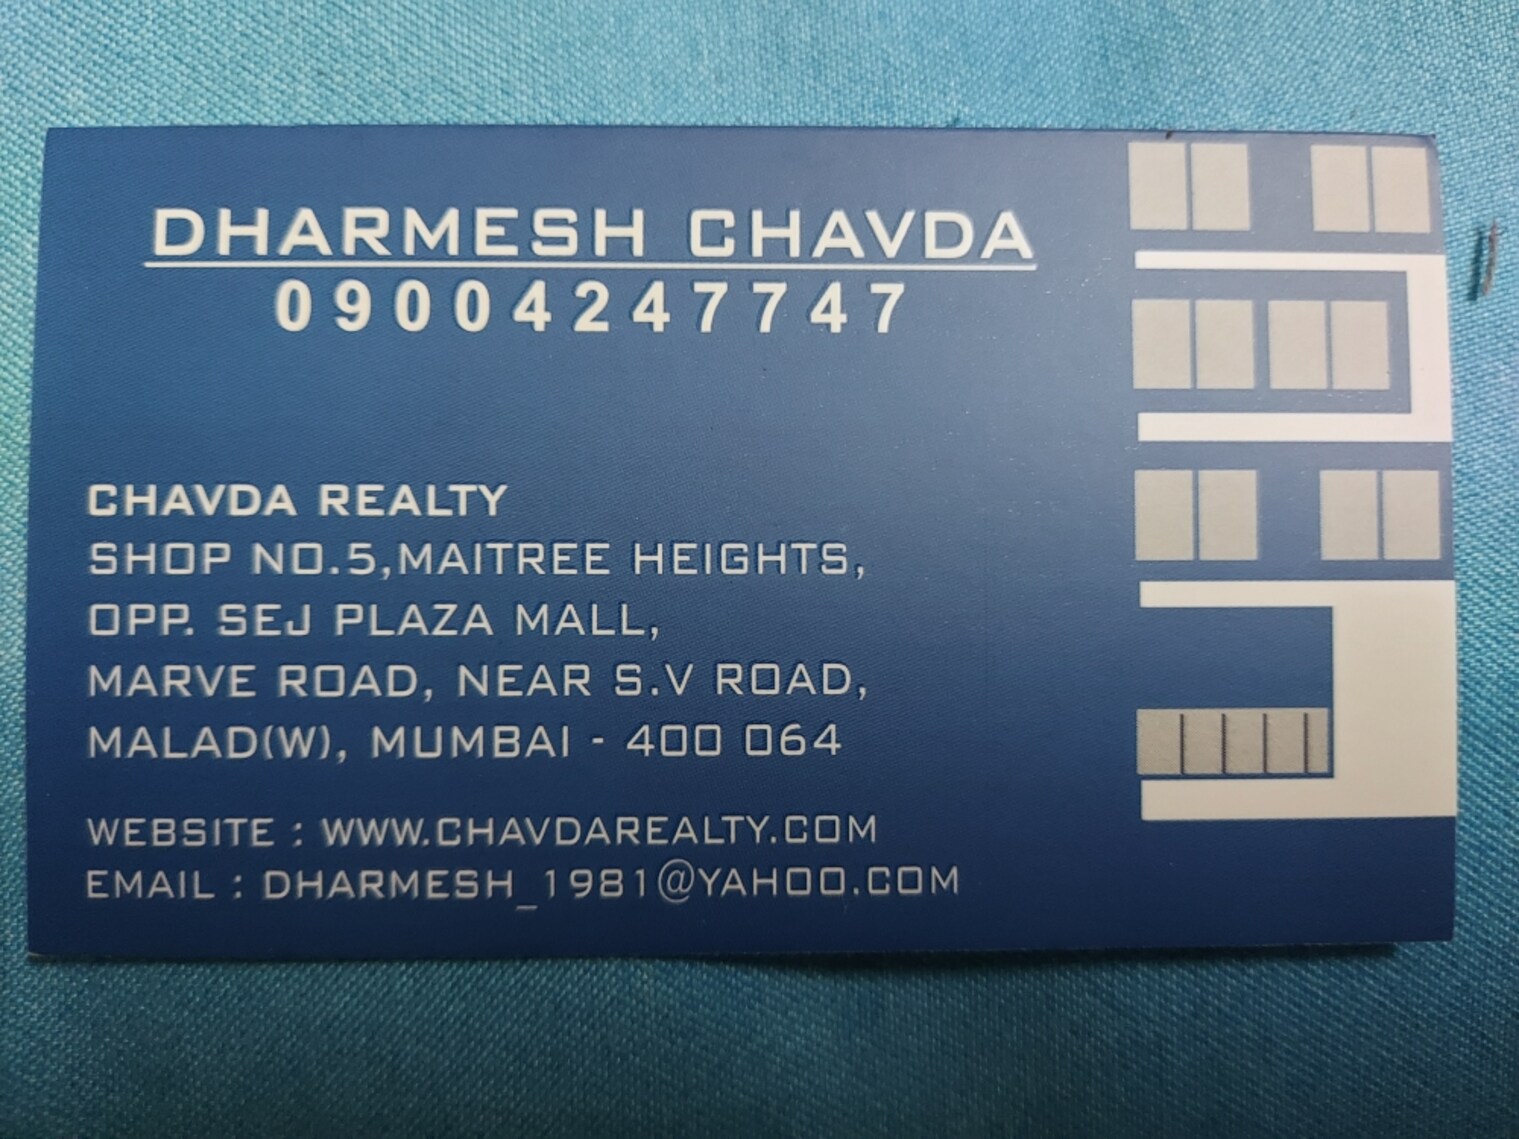 DHARMESH CHAVDA
09004247747
CHAVDA REALTY
SHOP NO.5,MAITREE HEIGHTS,
OPP. SEJ PLAZA MALL,
MARVE ROAD, NEAR S.V ROAD,
MALAD(W), MUMBAI - 400 064
WEBSITE : WWW.CHAVDAREALTY.COM
EMAIL : DHARMESH_1981@YAHOO.COM